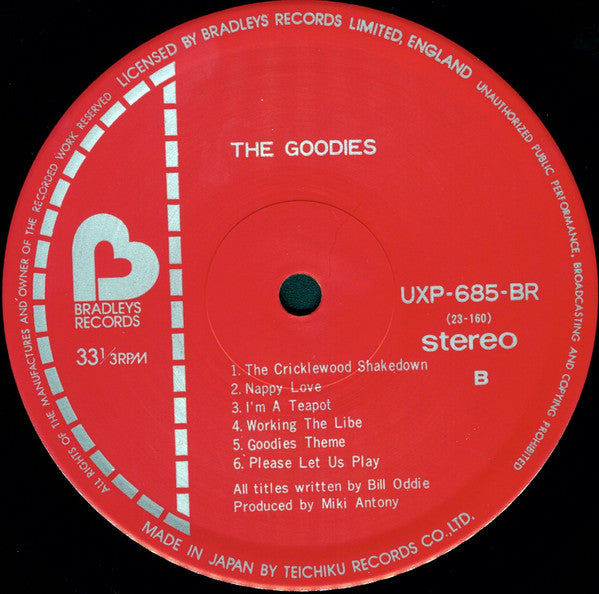 LICENSED BY BRADLEYS RECORDS LIMITED, ENGLAND
UNAUTHORIZED PUBLIC PERFORMANCE, BROADCASTING AND COPYING PROHIBITED
ALL RIGHTS OF THE MANUFACTURES AND OWNER OF THE RECORDED WORK RESERVED
THE GOODIES
BRADLEYS
RECORDS
33 1/3RPM
UXP-685-BR
(23-160)
stereo
B
1. The Cricklewood Shakedown
2. Nappy Love
3. I'm A Teapot
4. Working The Libe
5. Goodies Theme
6. Please Let Us Play
All titles written by Bill Oddie
Produced by Miki Antony
MADE IN JAPAN BY TEICHIKU RECORDS CO., LTD.